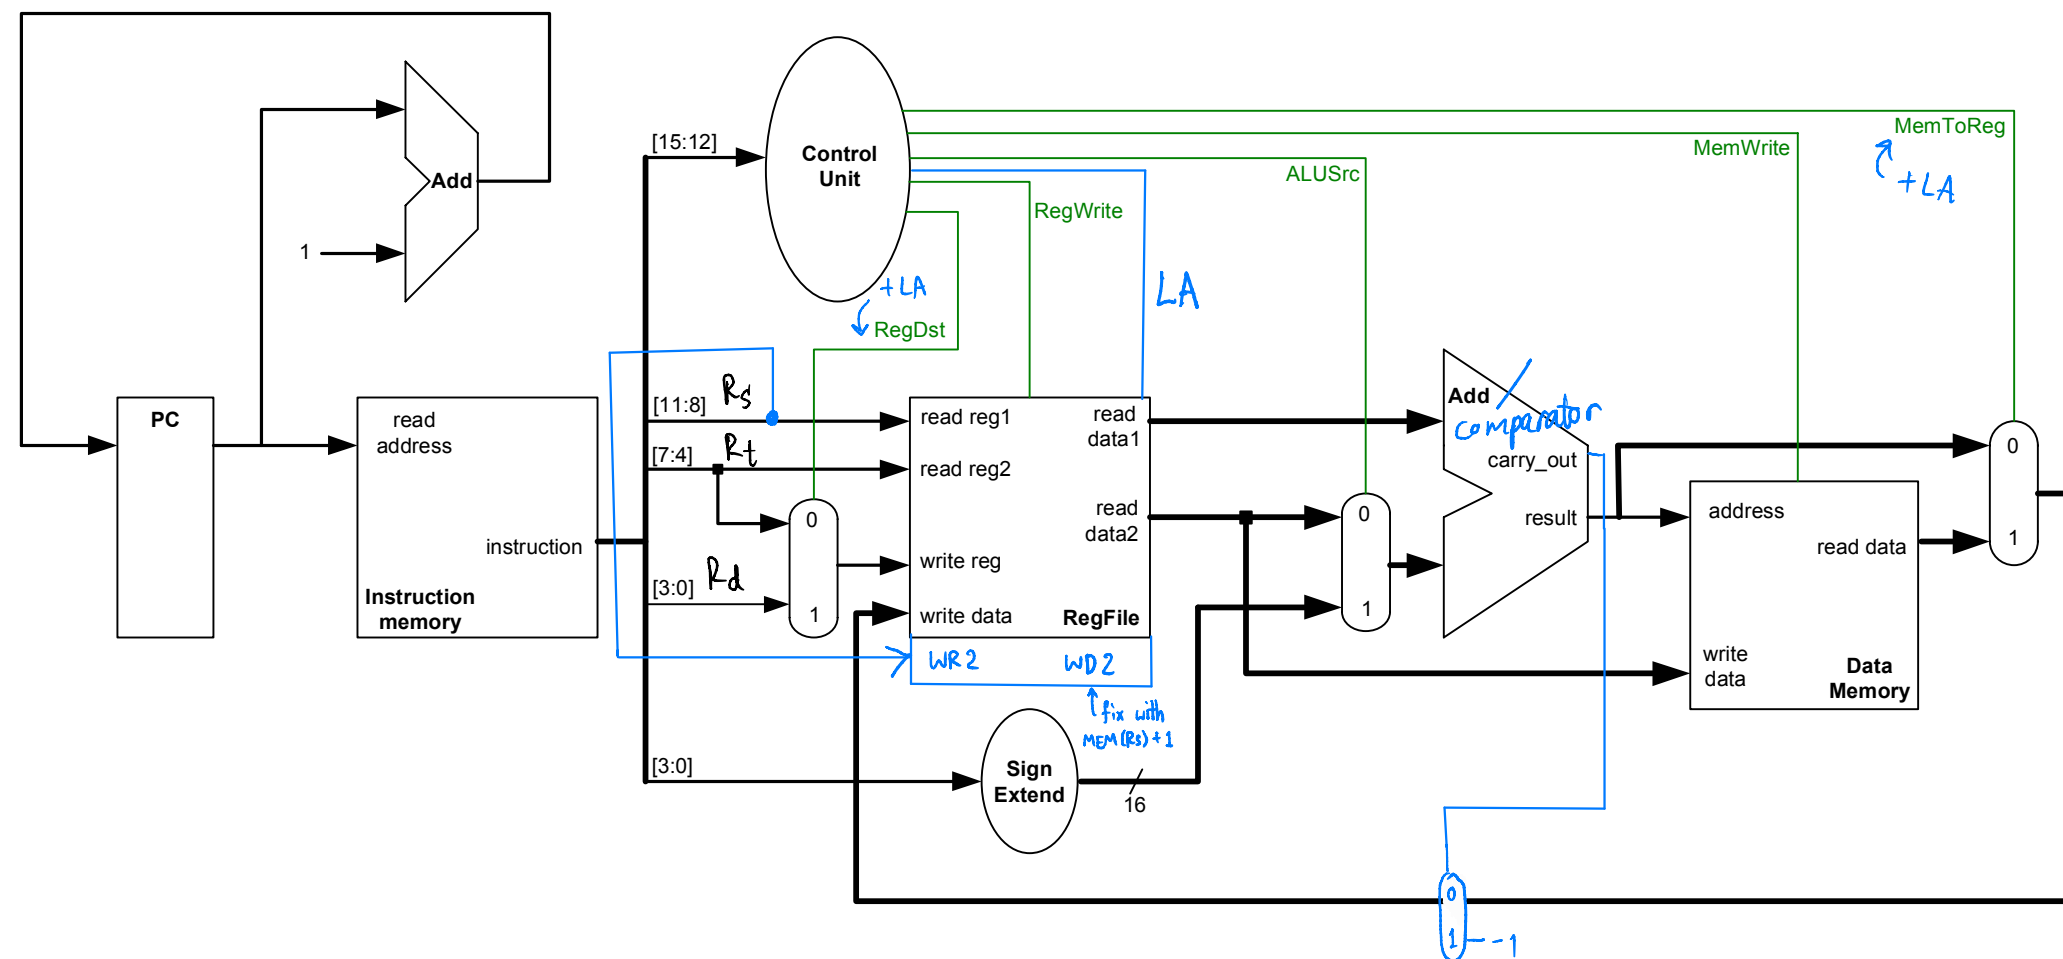 Add
1
PC
read
address
instruction
Instruction
memory
[15:12]
[11:8]
Rs
[7:4]
Rt
[3:0]
Rd
[3:0]
0
1
Control
Unit
+LA
RegDst
RegWrite
LA
ALUSrc
MemWrite
MemToReg
+LA
read reg1
read
data1
read reg2
read
data2
write reg
write data
RegFile
WR2
WD2
fix with
MEM(Rs)+1
Sign
Extend
16
0
1
Add
/
comparator
carry_out
result
address
read data
write
data
Data
Memory
0
1
0
1
-1